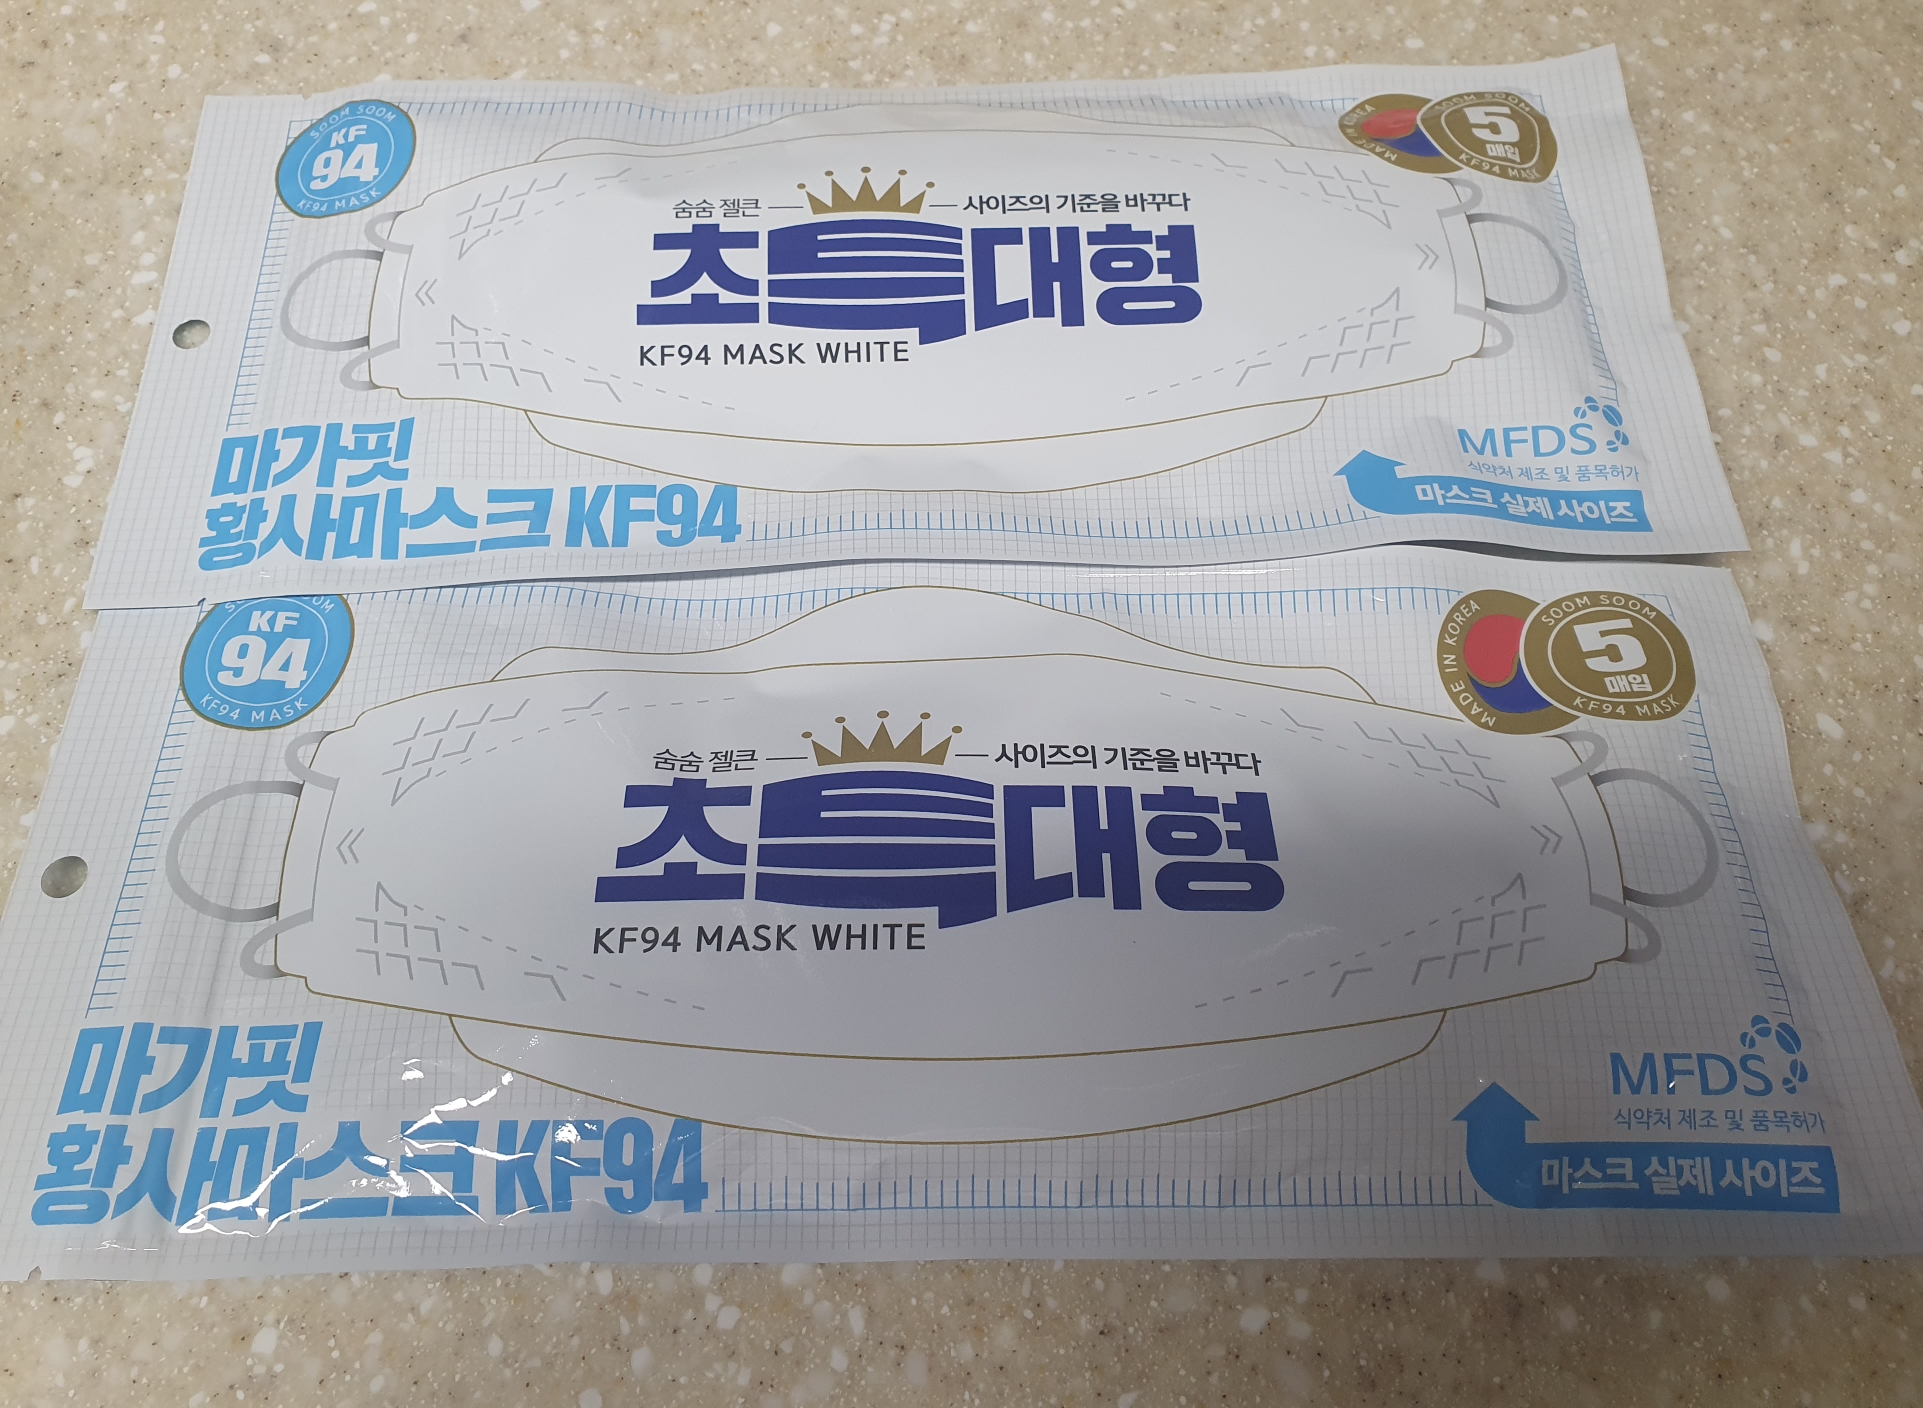 SOOM SOOM
KF
94
KF94 MASK
MADE IN KOREA
SOOM SOOM
5
매입
KF94 MASK
숨숨 젤큰
사이즈의 기준을 바꾸다
초특대형
KF94 MASK WHITE
마가핏
황사마스크 KF94
MFDS
식약처 제조 및 품목허가
마스크 실제 사이즈
KF
94
KF94 MASK
MADE IN KOREA
SOOM SOOM
5
매입
KF94 MASK
숨숨 젤큰
사이즈의 기준을 바꾸다
초특대형
KF94 MASK WHITE
마가핏
황사마스크 KF94
MFDS
식약처 제조 및 품목허가
마스크 실제 사이즈